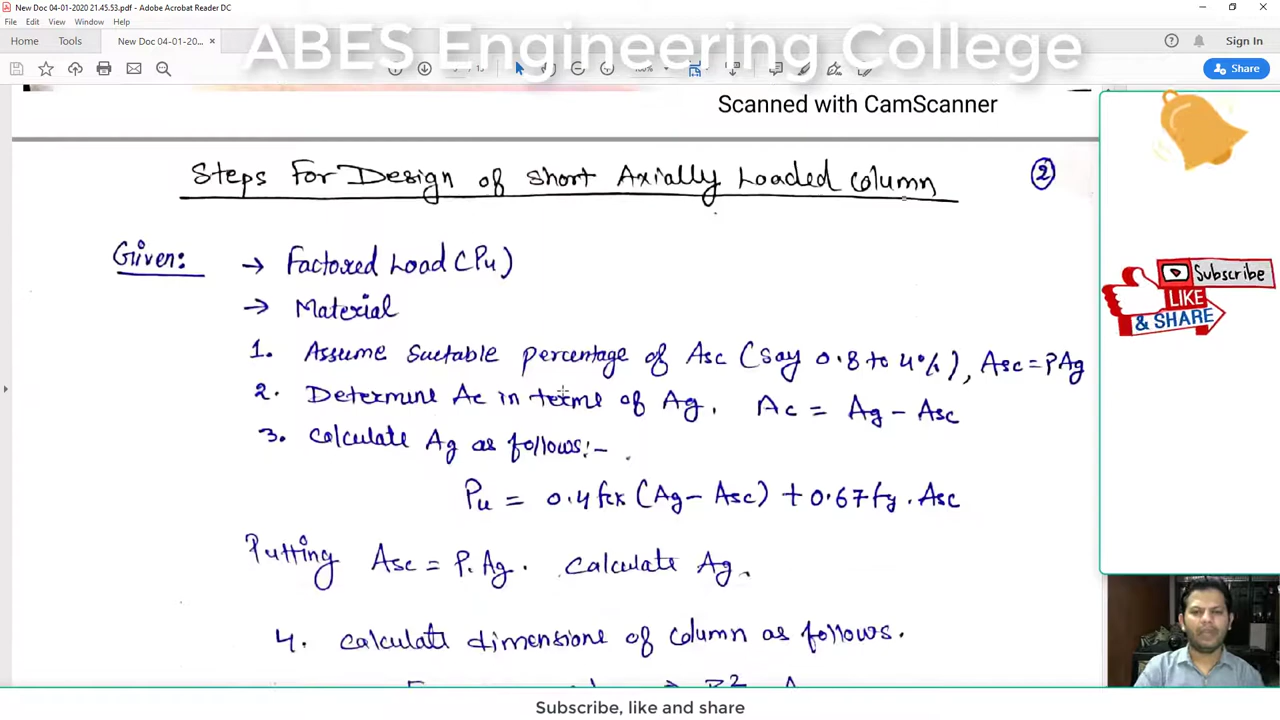 New Doc 04-01-2020 21.45.53.pdf - Adobe Acrobat Reader DC
File Edit View Window Help
Home Tools New Doc 04-01-20... × Sign In
ABES Engineering College
Share
Scanned with CamScanner
Steps For Design of short Axially Loaded column
2
Given: → Factored Load (Pu)
→ Material
1. Assume Suetable percentage of Asc (Say 0.8 to 4%), Asc = PAg
2. Determine Ac in terms of Ag. Ac = Ag - Asc
3. Calculate Ag as follows:-
Pu = 0.4 fck (Ag - Asc) + 0.67 fy . Asc
Putting Asc = P. Ag. Calculate Ag.
4. calculate dimensions of column as follows.
Subscribe
LIKE
& SHARE
Subscribe, like and share